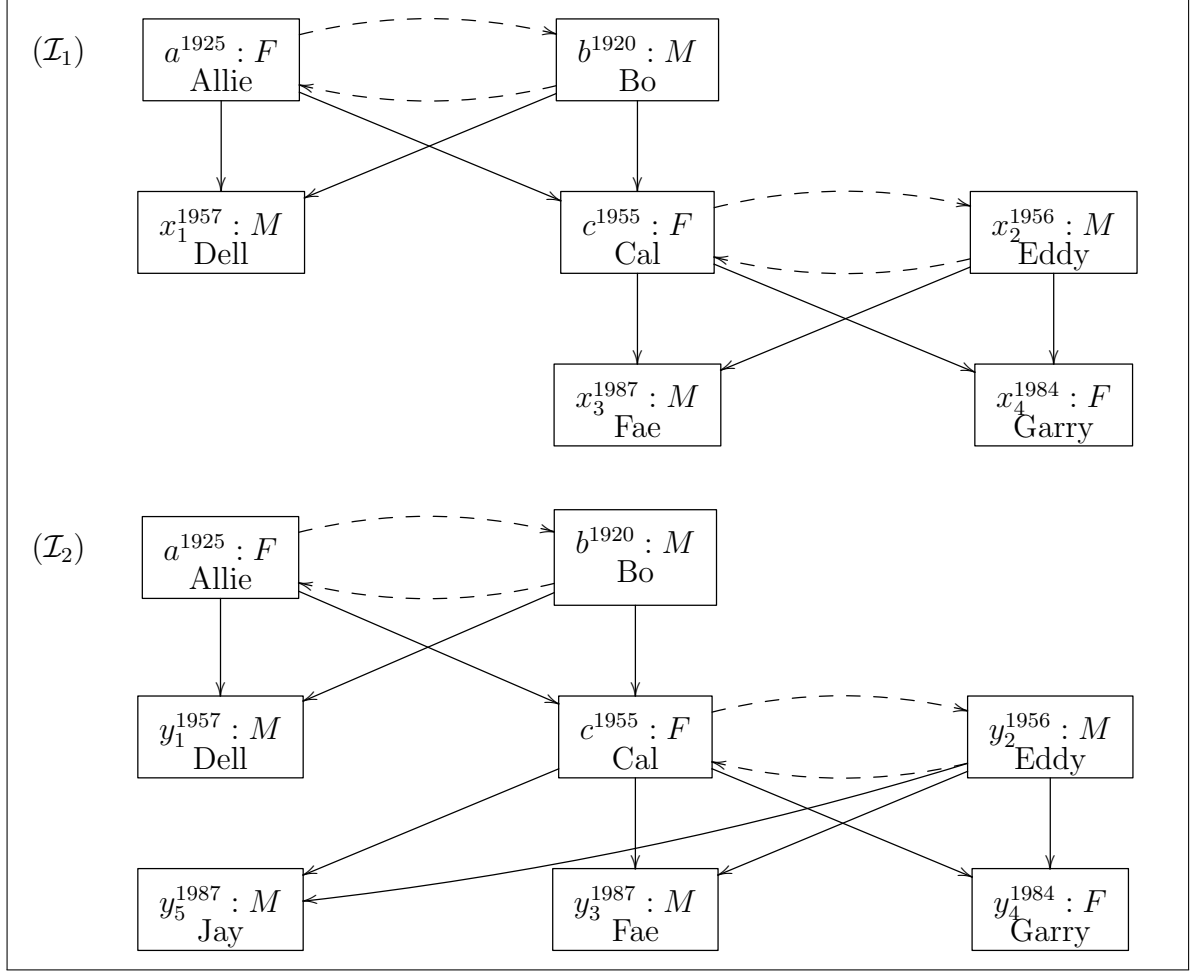 (𝓘₁)
a¹⁹²⁵ : F
Allie
b¹⁹²⁰ : M
Bo
x₁¹⁹⁵⁷ : M
Dell
c¹⁹⁵⁵ : F
Cal
x₂¹⁹⁵⁶ : M
Eddy
x₃¹⁹⁸⁷ : M
Fae
x₄¹⁹⁸⁴ : F
Garry
(𝓘₂)
a¹⁹²⁵ : F
Allie
b¹⁹²⁰ : M
Bo
y₁¹⁹⁵⁷ : M
Dell
c¹⁹⁵⁵ : F
Cal
y₂¹⁹⁵⁶ : M
Eddy
y₅¹⁹⁸⁷ : M
Jay
y₃¹⁹⁸⁷ : M
Fae
y₄¹⁹⁸⁴ : F
Garry